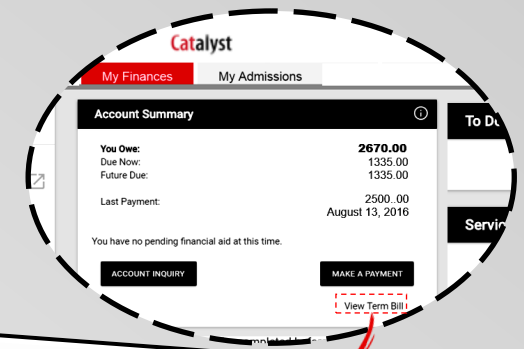 Catalyst
My Finances My Admissions
Account Summary
To
You Owe: 2670.00
Due Now: 1335.00
Future Due: 1335.00
Last Payment: 2500..00
August 13, 2016
You have no pending financial aid at this time.
ACCOUNT INQUIRY MAKE A PAYMENT
View Term Bill